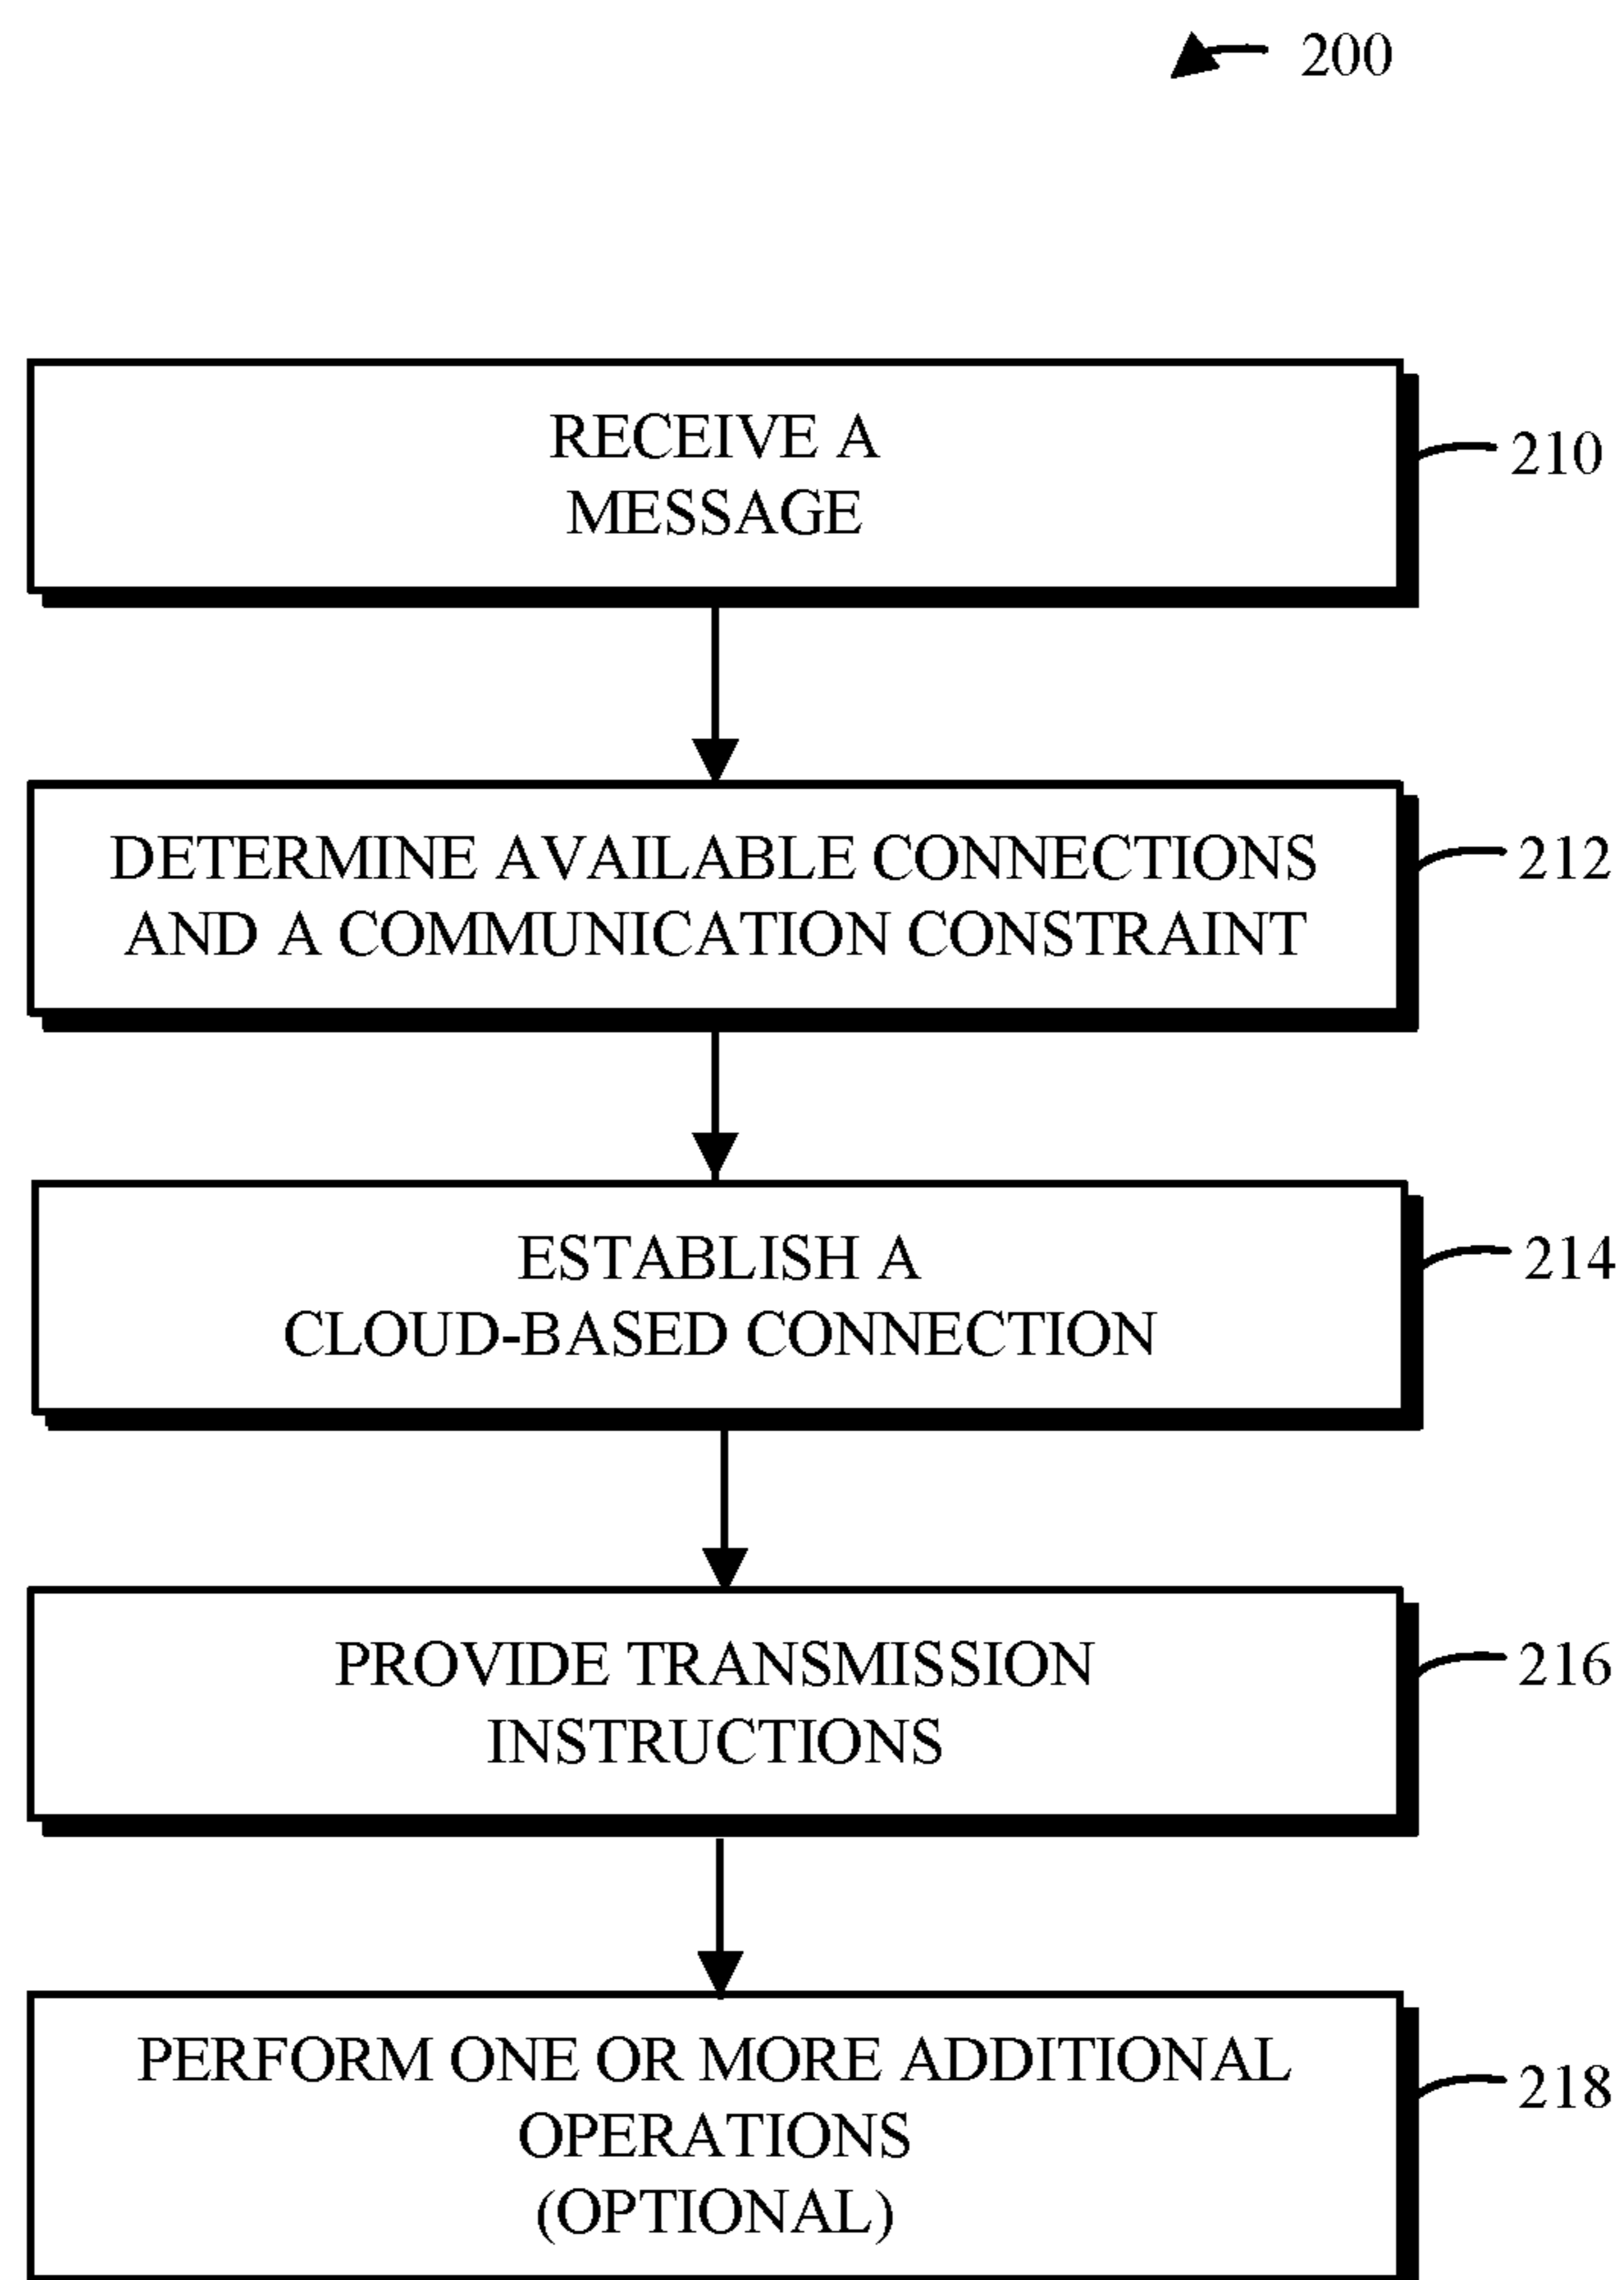 200
RECEIVE A
MESSAGE
210
DETERMINE AVAILABLE CONNECTIONS
AND A COMMUNICATION CONSTRAINT
212
ESTABLISH A
CLOUD-BASED CONNECTION
214
PROVIDE TRANSMISSION
INSTRUCTIONS
216
PERFORM ONE OR MORE ADDITIONAL
OPERATIONS
(OPTIONAL)
218